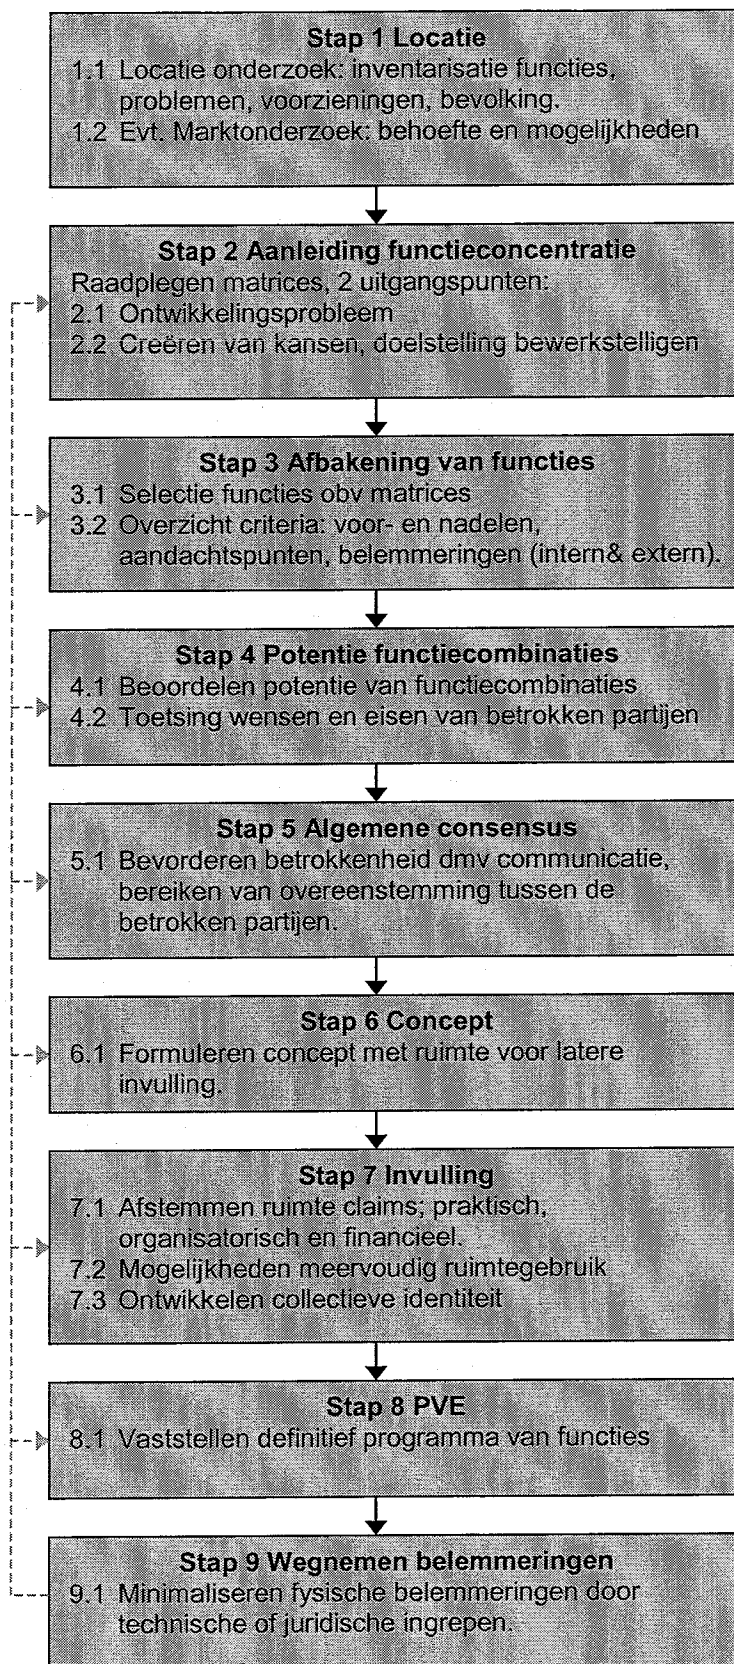 Stap 1 Locatie
1.1 Locatie onderzoek: inventarisatie functies,
problemen, voorzieningen, bevolking.
1.2 Evt. Marktonderzoek: behoefte en mogelijkheden
Stap 2 Aanleiding functieconcentratie
Raadplegen matrices, 2 uitgangspunten:
2.1 Ontwikkelingsprobleem
2.2 Creëren van kansen, doelstelling bewerkstelligen
Stap 3 Afbakening van functies
3.1 Selectie functies obv matrices
3.2 Overzicht criteria: voor- en nadelen,
aandachtspunten, belemmeringen (intern& extern).
Stap 4 Potentie functiecombinaties
4.1 Beoordelen potentie van functiecombinaties
4.2 Toetsing wensen en eisen van betrokken partijen
Stap 5 Algemene consensus
5.1 Bevorderen betrokkenheid dmv communicatie,
bereiken van overeenstemming tussen de
betrokken partijen.
Stap 6 Concept
6.1 Formuleren concept met ruimte voor latere
invulling.
Stap 7 Invulling
7.1 Afstemmen ruimte claims; praktisch,
organisatorisch en financieel.
7.2 Mogelijkheden meervoudig ruimtegebruik
7.3 Ontwikkelen collectieve identiteit
Stap 8 PVE
8.1 Vaststellen definitief programma van functies
Stap 9 Wegnemen belemmeringen
9.1 Minimaliseren fysische belemmeringen door
technische of juridische ingrepen.